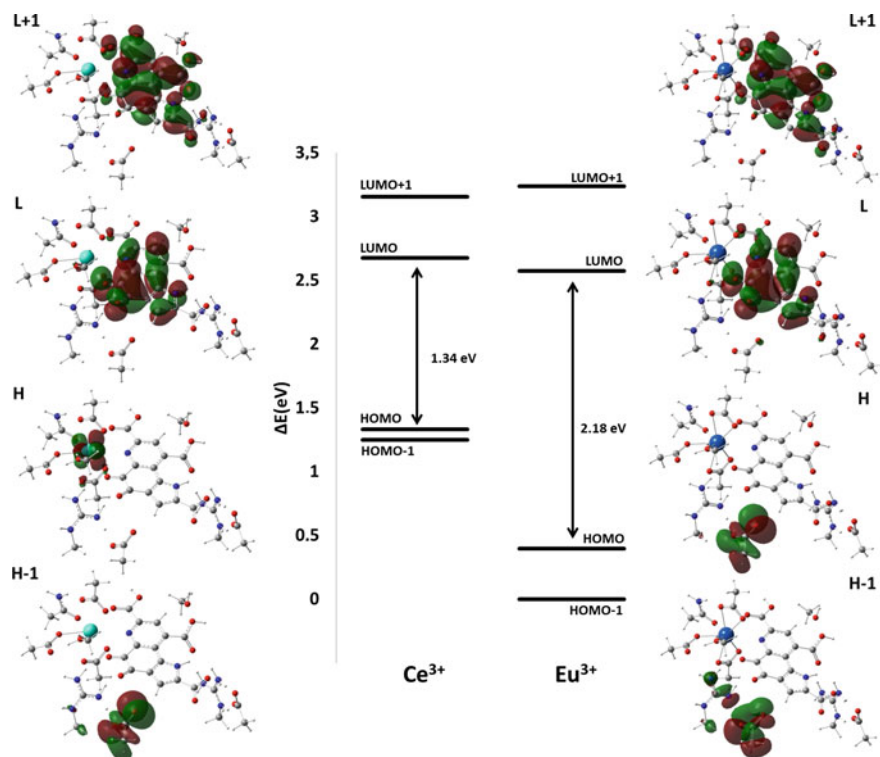 L+1
L+1
3,5
LUMO+1
LUMO+1
3
L
L
LUMO
LUMO
2.5
2
1.34 eV
ΔE(eV)
H
H
1.5
HOMO
HOMO-1
2.18 eV
1
0.5
HOMO
H-1
H-1
0
HOMO-1
Ce³⁺
Eu³⁺